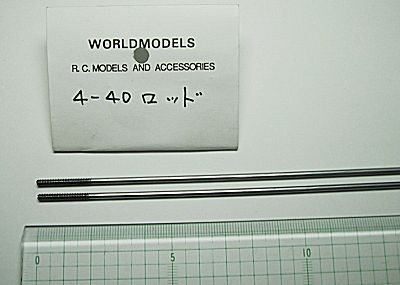 WORLDMODELS
R.C. MODELS AND ACCESSORIES
4-40 ロッド
0 5 10